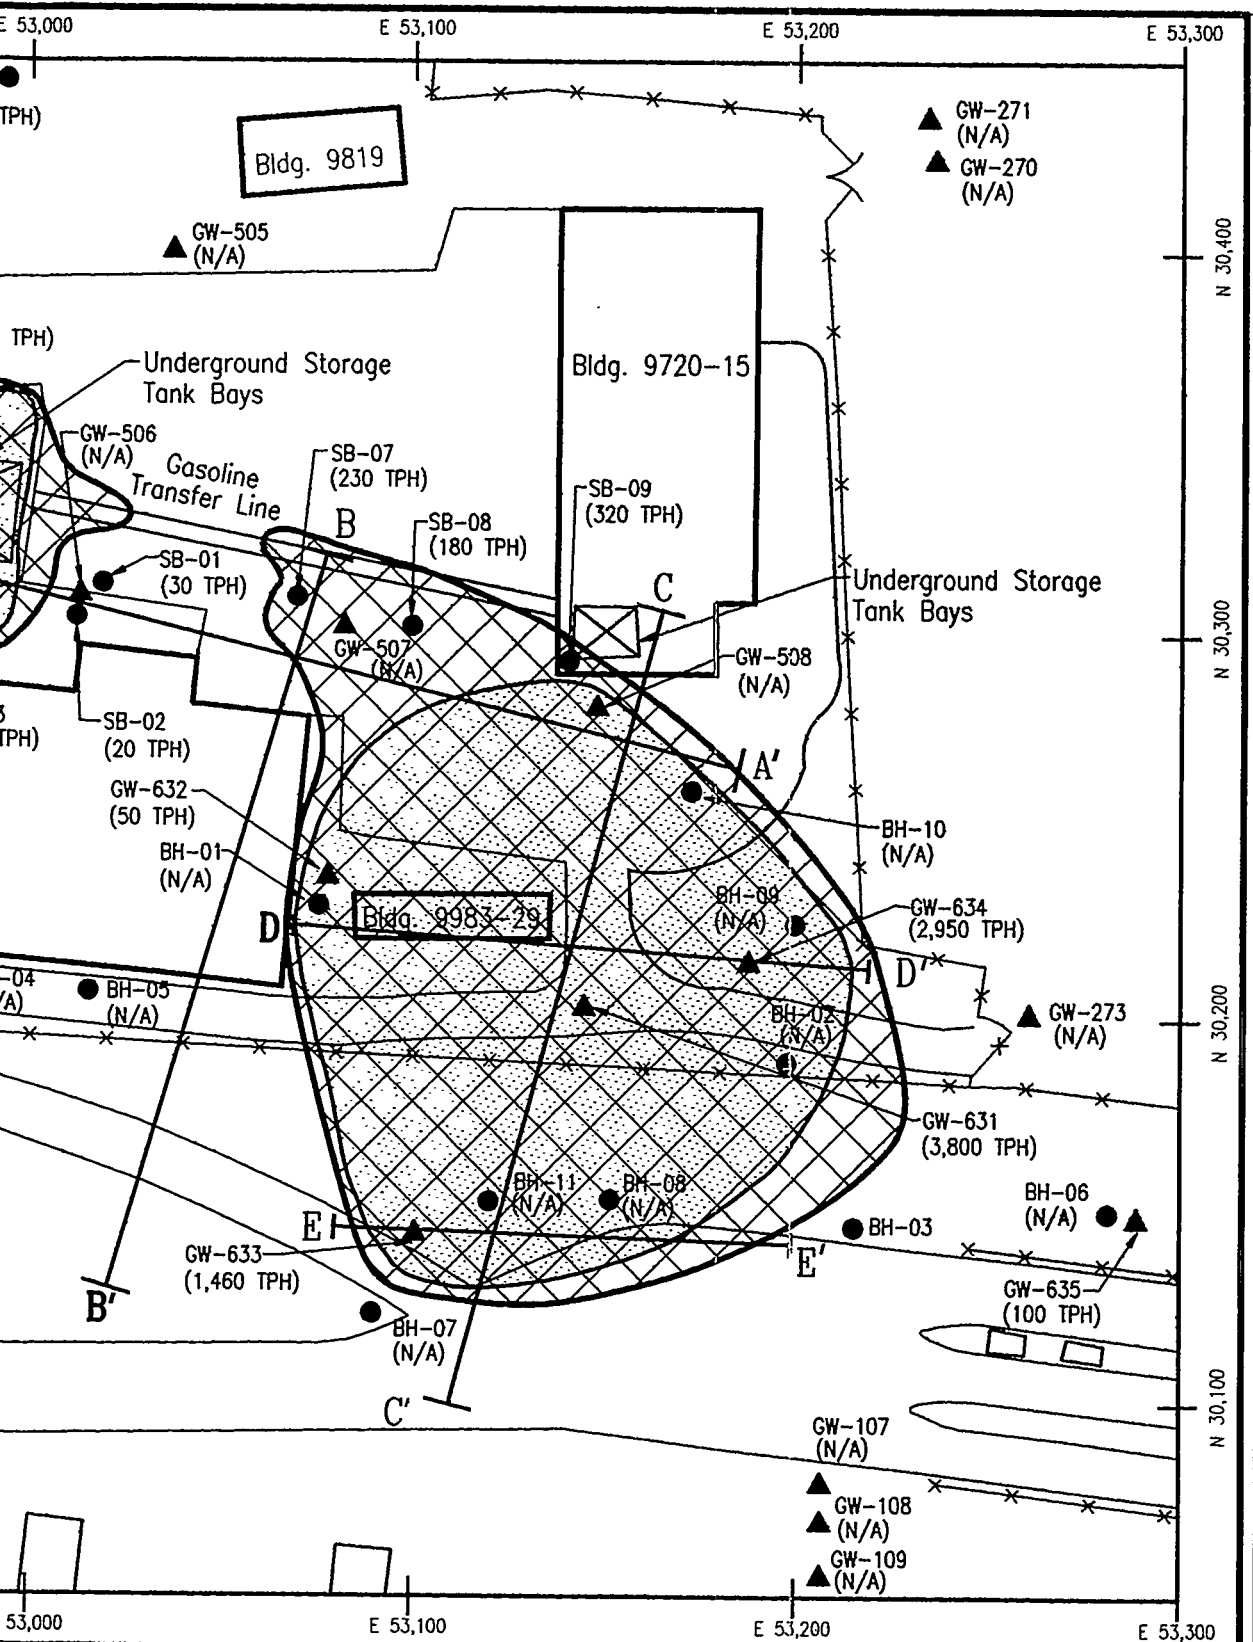 E 53,000
E 53,100
E 53,200
E 53,300
TPH)
Bldg. 9819
GW-271
(N/A)
GW-270
(N/A)
GW-505
(N/A)
N 30,400
TPH)
Underground Storage
Tank Bays
Bldg. 9720-15
GW-506
(N/A)
Gasoline
Transfer Line
SB-07
(230 TPH)
B
SB-08
(180 TPH)
SB-09
(320 TPH)
SB-01
(30 TPH)
C
Underground Storage
Tank Bays
N 30,300
GW-507
(N/A)
GW-508
(N/A)
3
TPH)
SB-02
(20 TPH)
A'
GW-632
(50 TPH)
BH-01
(N/A)
BH-10
(N/A)
D
Bldg. 9983-29
BH-09
(N/A)
GW-634
(2,950 TPH)
D'
-04
/A)
BH-05
(N/A)
BH-02
(N/A)
GW-273
(N/A)
N 30,200
GW-631
(3,800 TPH)
BH-11
(N/A)
BH-08
(N/A)
BH-06
(N/A)
E
E'
BH-03
GW-633
(1,460 TPH)
B'
GW-635
(100 TPH)
BH-07
(N/A)
C'
N 30,100
GW-107
(N/A)
GW-108
(N/A)
GW-109
(N/A)
53,000
E 53,100
E 53,200
E 53,300